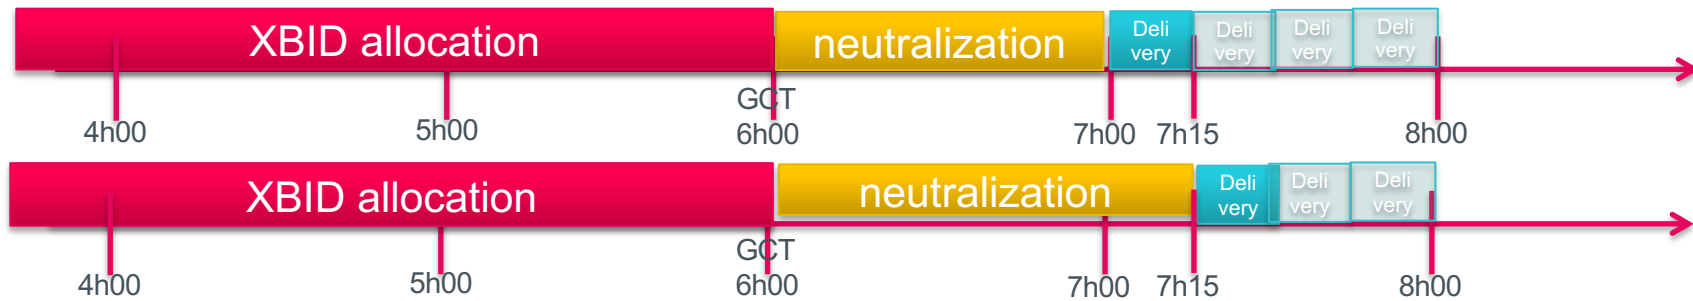 XBID allocation
neutralization
Deli
very
Deli
very
Deli
very
Deli
very
GCT
4h00
5h00
6h00
7h00
7h15
8h00
XBID allocation
neutralization
Deli
very
Deli
very
Deli
very
GCT
4h00
5h00
6h00
7h00
7h15
8h00